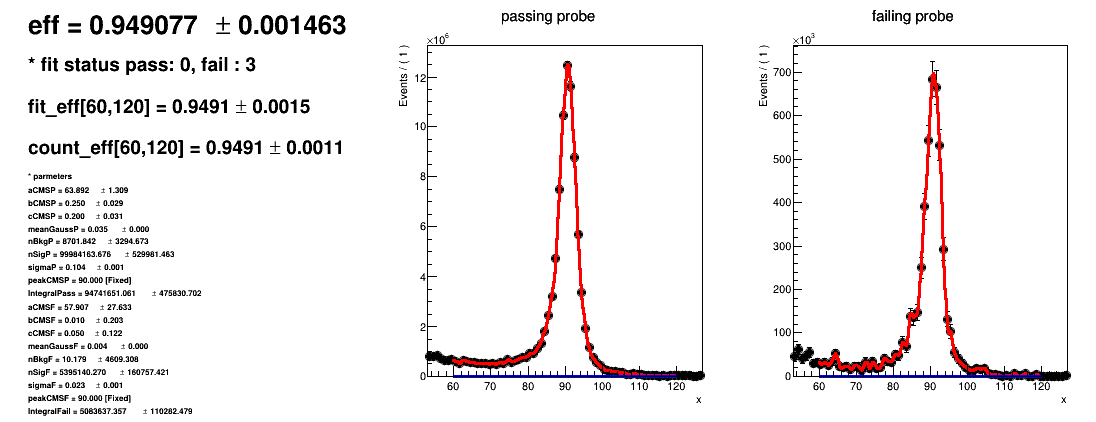 eff = 0.949077 ± 0.001463
* fit status pass: 0, fail : 3
fit_eff[60,120] = 0.9491 ± 0.0015
count_eff[60,120] = 0.9491 ± 0.0011
* parmeters
aCMSP = 63.892 ± 1.309
bCMSP = 0.250 ± 0.029
cCMSP = 0.200 ± 0.031
meanGaussP = 0.035 ± 0.000
nBkgP = 8701.842 ± 3294.673
nSigP = 99984163.676 ± 529981.463
sigmaP = 0.104 ± 0.001
peakCMSP = 90.000 [Fixed]
IntegralPass = 94741651.061 ± 475830.702
aCMSF = 57.907 ± 27.633
bCMSF = 0.010 ± 0.203
cCMSF = 0.050 ± 0.122
meanGaussF = 0.004 ± 0.000
nBkgF = 10.179 ± 4609.308
nSigF = 5395140.270 ± 160757.421
sigmaF = 0.023 ± 0.001
peakCMSF = 90.000 [Fixed]
IntegralFail = 5083637.357 ± 110282.479
passing probe
×10⁶
Events / ( 1 )
12
10
8
6
4
2
0
60 70 80 90 100 110 120
x
failing probe
×10³
Events / ( 1 )
700
600
500
400
300
200
100
0
60 70 80 90 100 110 120
x